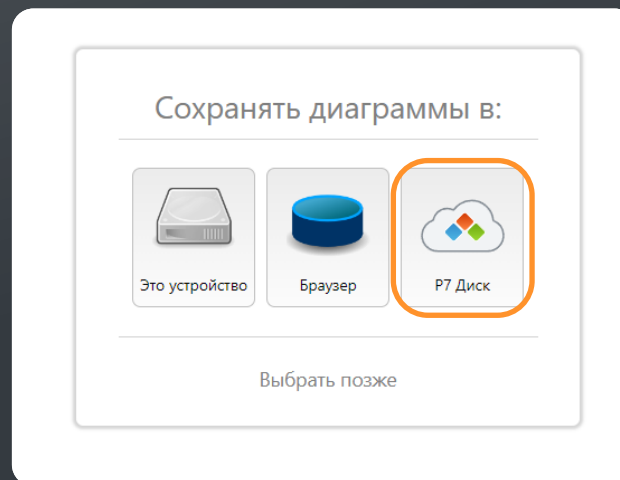 Сохранять диаграммы в:
Это устройство
Браузер
Р7 Диск
Выбрать позже